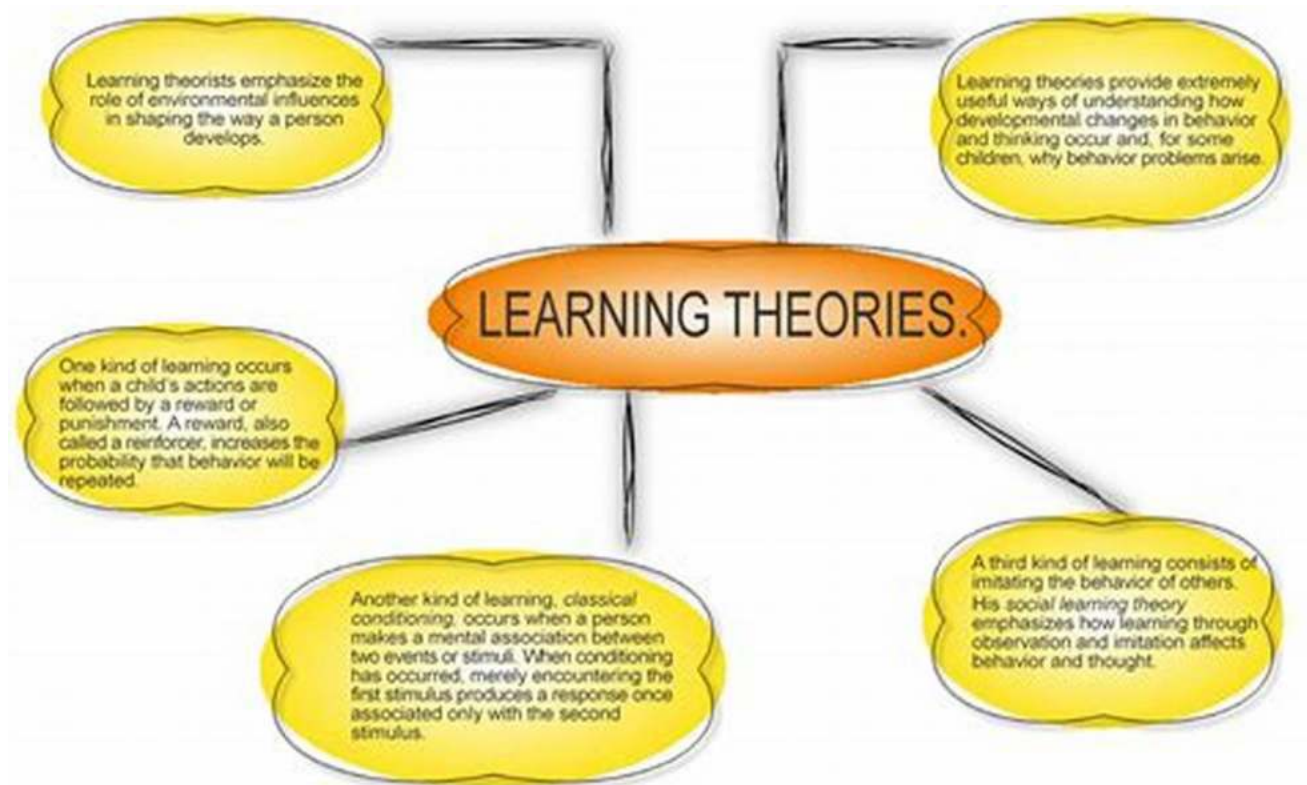 Learning theorists emphasize the
role of environmental influences
in shaping the way a person
develops.
Learning theories provide extremely
useful ways of understanding how
developmental changes in behavior
and thinking occur and, for some
children, why behavior problems arise.
LEARNING THEORIES.
One kind of learning occurs
when a child's actions are
followed by a reward or
punishment. A reward, also
called a reinforcer, increases the
probability that behavior will be
repeated.
Another kind of learning, classical
conditioning, occurs when a person
makes a mental association between
two events or stimuli. When conditioning
has occurred, merely encountering the
first stimulus produces a response once
associated only with the second
stimulus.
A third kind of learning consists of
imitating the behavior of others.
His social learning theory
emphasizes how learning through
observation and imitation affects
behavior and thought.